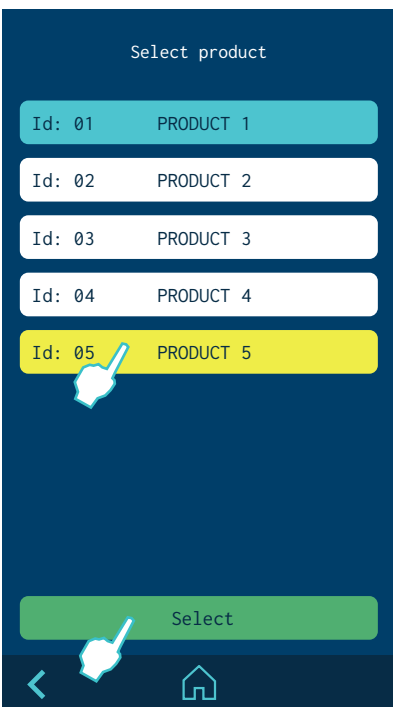 Select product
Id: 01 PRODUCT 1
Id: 02 PRODUCT 2
Id: 03 PRODUCT 3
Id: 04 PRODUCT 4
Id: 05 PRODUCT 5
Select